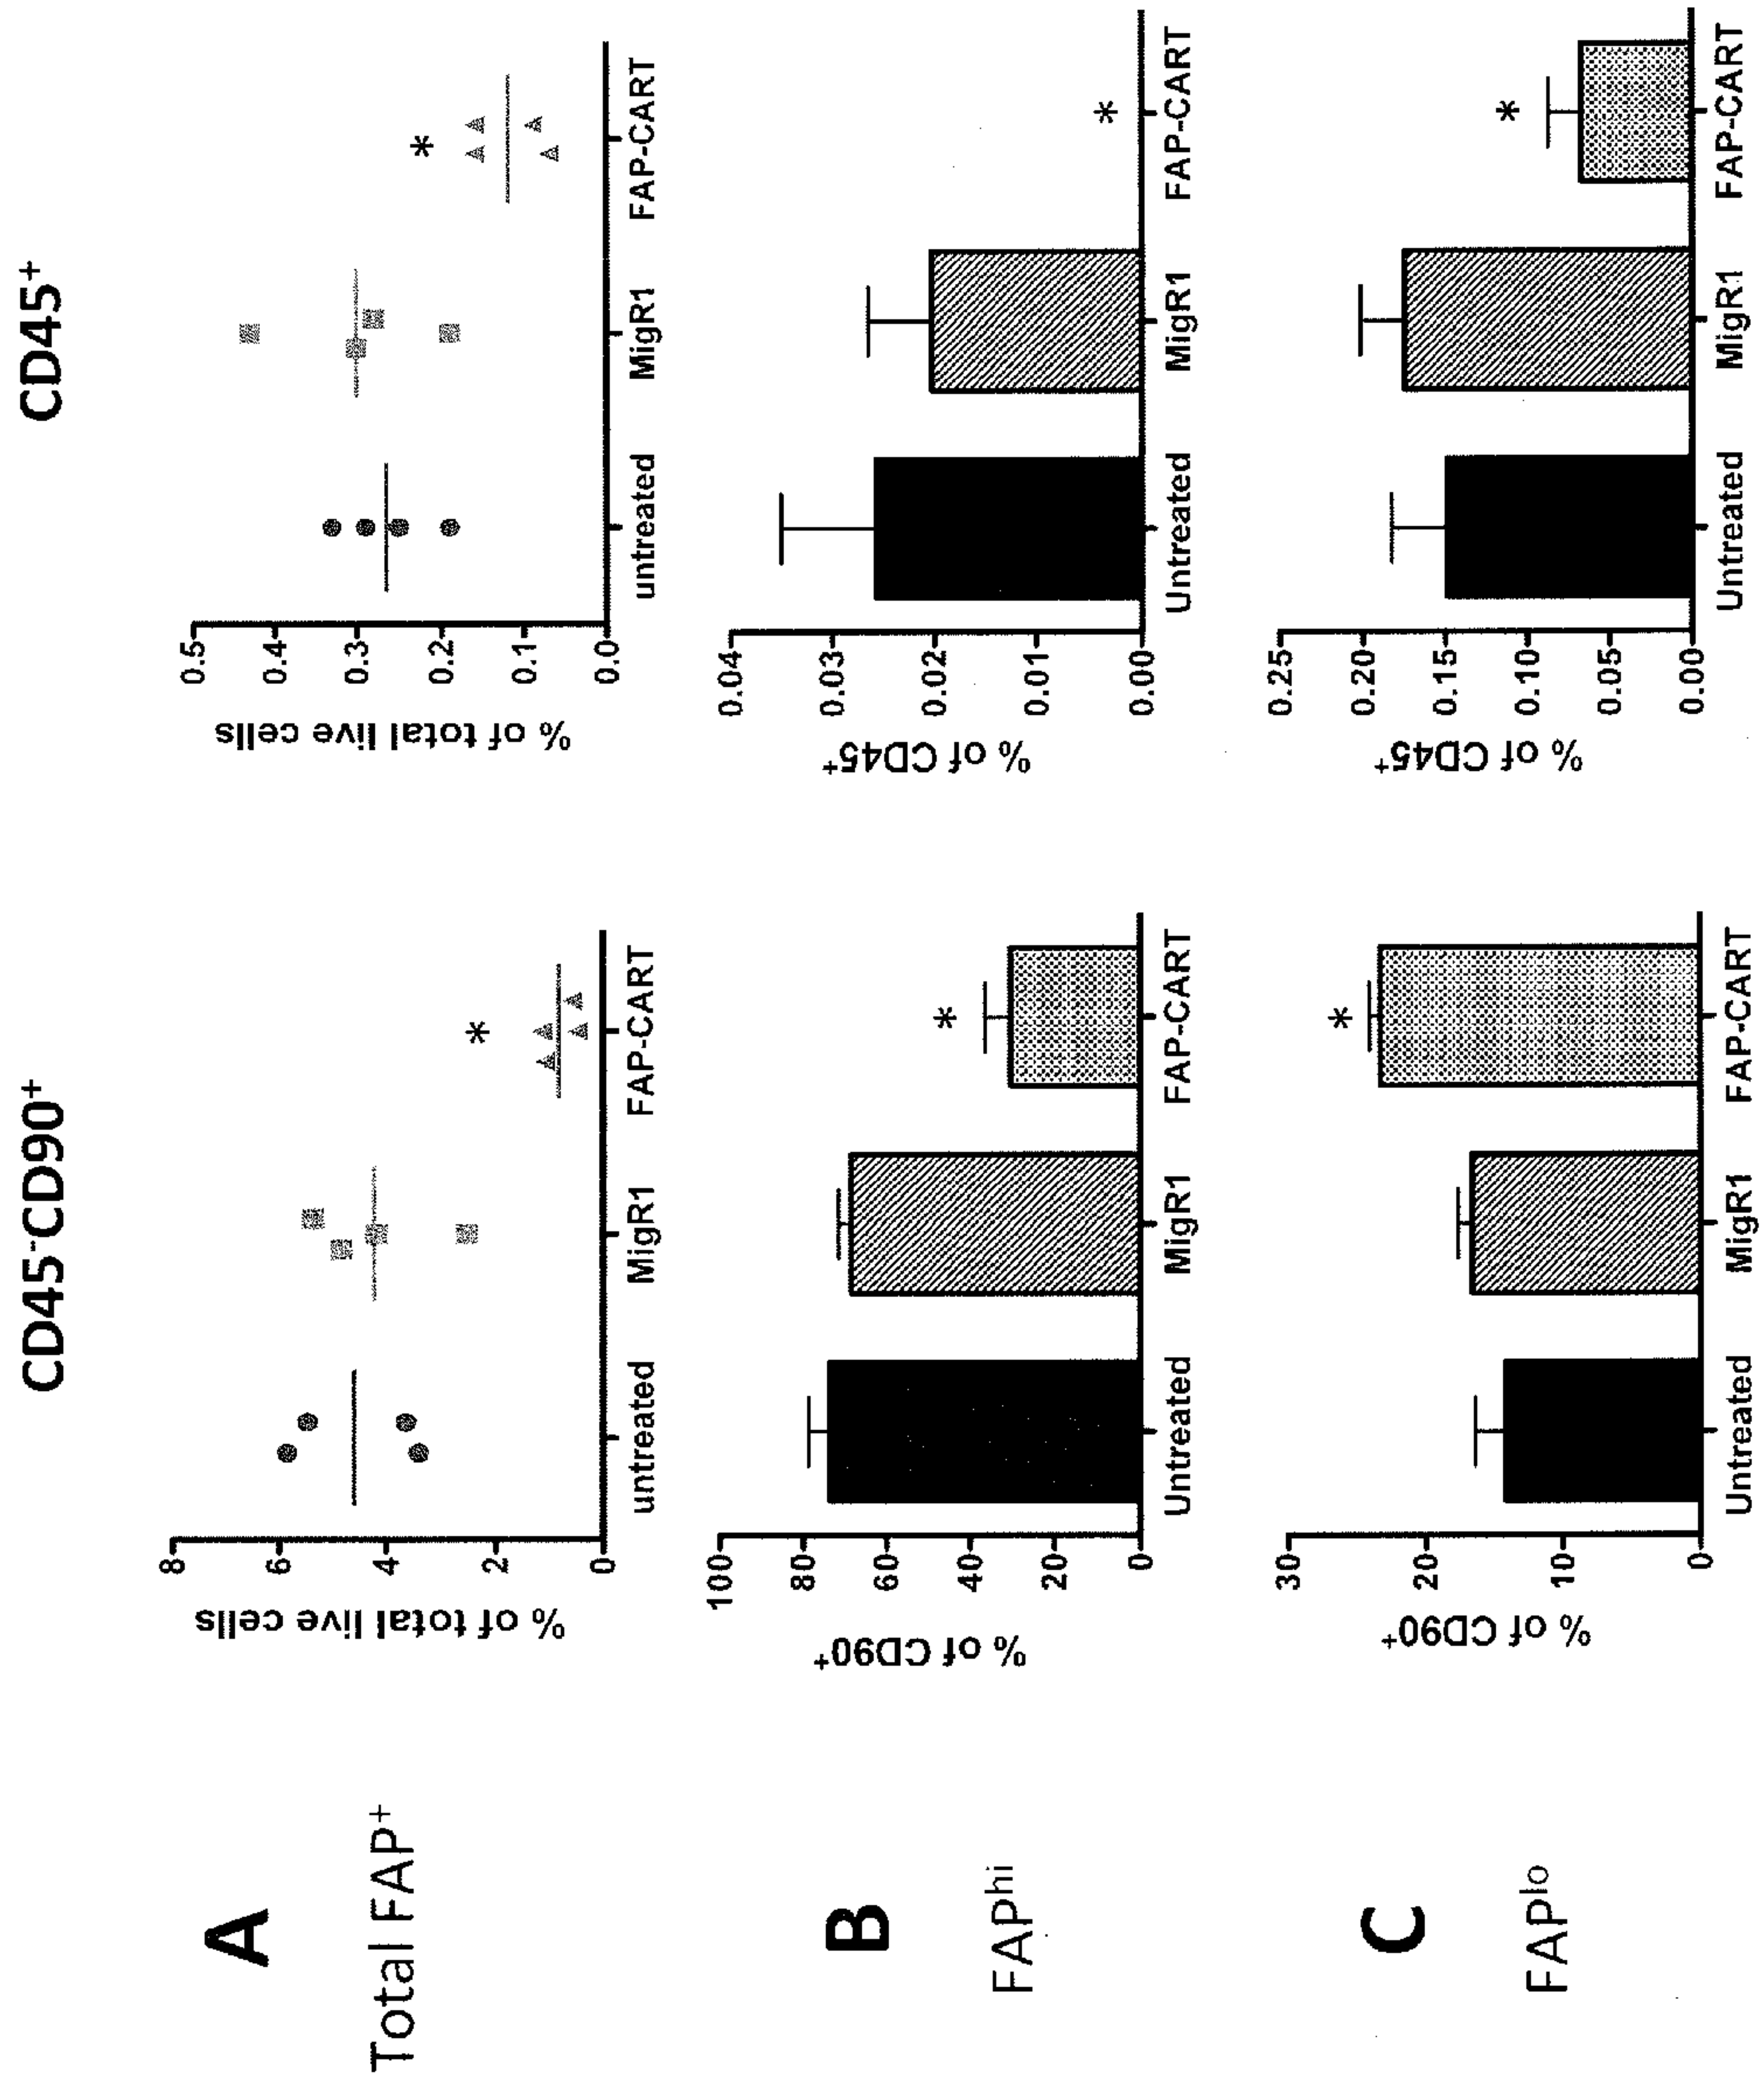 CD45⁻CD90⁺
CD45⁺
A
Total FAP⁺
% of total live cells
8
6
4
2
0
untreated
MigR1
FAP-CART
*
% of total live cells
0.5
0.4
0.3
0.2
0.1
0.0
untreated
MigR1
FAP-CART
*
B
FAPʰⁱ
% of CD90⁺
100
80
60
40
20
0
Untreated
MigR1
FAP-CART
*
% of CD45⁺
0.04
0.03
0.02
0.01
0.00
Untreated
MigR1
FAP-CART
*
C
FAPˡᵒ
% of CD90⁺
30
20
10
0
Untreated
MigR1
FAP-CART
*
% of CD45⁺
0.25
0.20
0.15
0.10
0.05
0.00
Untreated
MigR1
FAP-CART
*